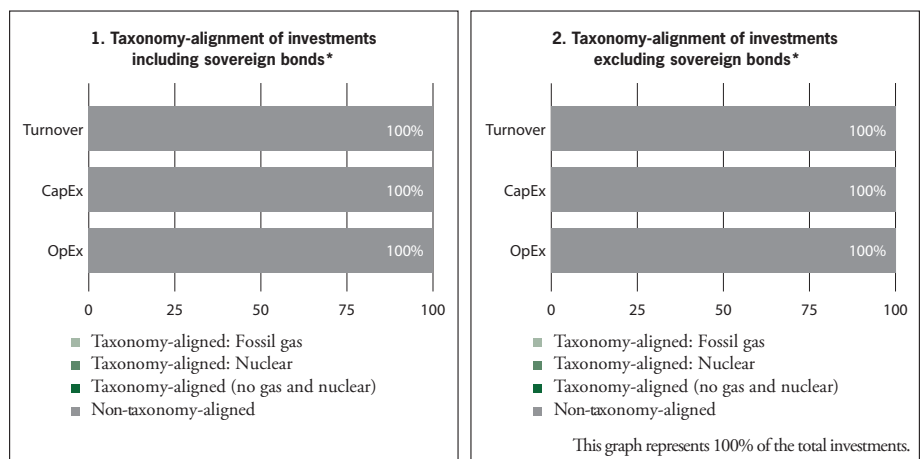 1. Taxonomy-alignment of investments
including sovereign bonds*
Turnover
100%
CapEx
100%
OpEx
100%
0 25 50 75 100
Taxonomy-aligned: Fossil gas
Taxonomy-aligned: Nuclear
Taxonomy-aligned (no gas and nuclear)
Non-taxonomy-aligned
2. Taxonomy-alignment of investments
excluding sovereign bonds*
Turnover
100%
CapEx
100%
OpEx
100%
0 25 50 75 100
Taxonomy-aligned: Fossil gas
Taxonomy-aligned: Nuclear
Taxonomy-aligned (no gas and nuclear)
Non-taxonomy-aligned
This graph represents 100% of the total investments.